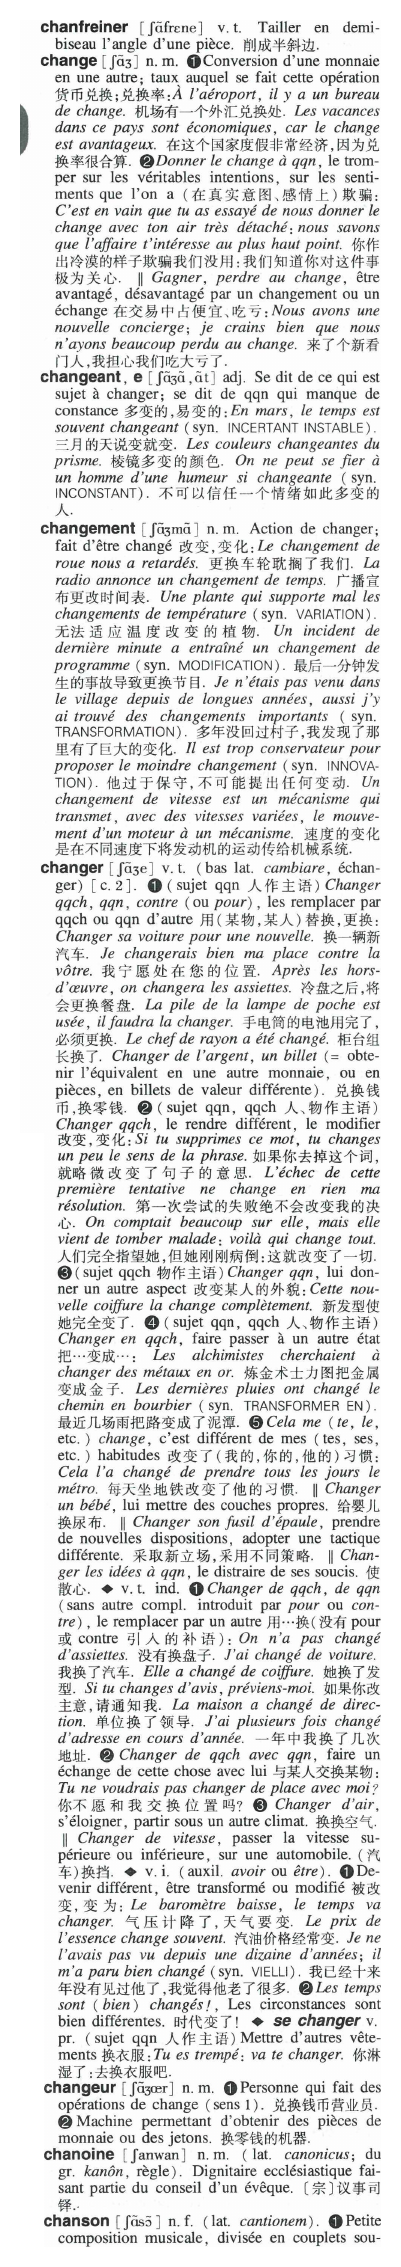 chanfreiner [ʃɑ̃frɛne] v. t. Tailler en demi-
biseau l'angle d'une pièce. 削成半斜边.
change [ʃɑ̃ʒ] n. m. ❶Conversion d'une monnaie
en une autre; taux auquel se fait cette opération
货币兑换;兑换率:À l'aéroport, il y a un bureau
de change. 机场有一个外汇兑换处. Les vacances
dans ce pays sont économiques, car le change
est avantageux. 在这个国家度假非常经济,因为兑
换率很合算. ❷Donner le change à qqn, le trom-
per sur les véritables intentions, sur les senti-
ments que l'on a (在真实意图、感情上)欺骗:
C'est en vain que tu as essayé de nous donner le
change avec ton air très détaché: nous savons
que l'affaire t'intéresse au plus haut point. 你作
出冷漠的样子欺骗我们没用:我们知道你对这件事
极为关心. ‖ Gagner, perdre au change, être
avantagé, désavantagé par un changement ou un
échange 在交易中占便宜、吃亏:Nous avons une
nouvelle concierge; je crains bien que nous
n'ayons beaucoup perdu au change. 来了个新看
门人,我担心我们吃大亏了.
changeant, e [ʃɑ̃ʒɑ̃, ɑ̃t] adj. Se dit de ce qui est
sujet à changer; se dit de qqn qui manque de
constance 多变的,易变的:En mars, le temps est
souvent changeant (syn. INCERTANT INSTABLE).
三月的天说变就变. Les couleurs changeantes du
prisme. 棱镜多变的颜色. On ne peut se fier à
un homme d'une humeur si changeante (syn.
INCONSTANT). 不可以信任一个情绪如此多变的
人.
changement [ʃɑ̃ʒmɑ̃] n. m. Action de changer;
fait d'être changé 改变,变化:Le changement de
roue nous a retardés. 更换车轮耽搁了我们. La
radio annonce un changement de temps. 广播宣
布更改时间表. Une plante qui supporte mal les
changements de température (syn. VARIATION).
无法适应温度改变的植物. Un incident de
dernière minute a entraîné un changement de
programme (syn. MODIFICATION). 最后一分钟发
生的事故导致更换节目. Je n'étais pas venu dans
le village depuis de longues années, aussi j'y
ai trouvé des changements importants (syn.
TRANSFORMATION). 多年没回过村子,我发现了那
里有了巨大的变化. Il est trop conservateur pour
proposer le moindre changement (syn. INNOVA-
TION). 他过于保守,不可能提出任何变动. Un
changement de vitesse est un mécanisme qui
transmet, avec des vitesses variées, le mouve-
ment d'un moteur à un mécanisme. 速度的变化
是在不同速度下将发动机的运动传给机械系统.
changer [ʃɑ̃ʒe] v. t. (bas lat. cambiare, échan-
ger) [c. 2]. ❶(sujet qqn 人作主语) Changer
qqch, qqn, contre (ou pour), les remplacer par
qqch ou qqn d'autre 用(某物,某人)替换,更换:
Changer sa voiture pour une nouvelle. 换一辆新
汽车. Je changerais bien ma place contre la
vôtre. 我宁愿处在您的位置. Après les hors-
d'œuvre, on changera les assiettes. 冷盘之后,将
会更换餐盘. La pile de la lampe de poche est
usée, il faudra la changer. 手电筒的电池用完了,
必须更换. Le chef de rayon a été changé. 柜台组
长换了. Changer de l'argent, un billet (= obte-
nir l'équivalent en une autre monnaie, ou en
pièces, en billets de valeur différente). 兑换钱
币,换零钱. ❷(sujet qqn, qqch 人、物作主语)
Changer qqch, le rendre différent, le modifier
改变,变化:Si tu supprimes ce mot, tu changes
un peu le sens de la phrase. 如果你去掉这个词,
就略微改变了句子的意思. L'échec de cette
première tentative ne change en rien ma
résolution. 第一次尝试的失败绝不会改变我的决
心. On comptait beaucoup sur elle, mais elle
vient de tomber malade: voilà qui change tout.
人们完全指望她,但她刚刚病倒:这就改变了一切.
❸(sujet qqch 物作主语) Changer qqn, lui don-
ner un autre aspect 改变某人的外貌:Cette nou-
velle coiffure la change complètement. 新发型使
她完全变了. ❹(sujet qqn, qqch 人、物作主语)
Changer en qqch, faire passer à un autre état
把…变成…: Les alchimistes cherchaient à
changer des métaux en or. 炼金术士力图把金属
变成金子. Les dernières pluies ont changé le
chemin en bourbier (syn. TRANSFORMER EN).
最近几场雨把路变成了泥潭. ❺Cela me (te, le,
etc.) change, c'est différent de mes (tes, ses,
etc.) habitudes 改变了(我的,你的,他的)习惯:
Cela l'a changé de prendre tous les jours le
métro. 每天坐地铁改变了他的习惯. ‖ Changer
un bébé, lui mettre des couches propres. 给婴儿
换尿布. ‖ Changer son fusil d'épaule, prendre
de nouvelles dispositions, adopter une tactique
différente. 采取新立场,采用不同策略. ‖ Chan-
ger les idées à qqn, le distraire de ses soucis. 使
散心. ◆ v. t. ind. ❶Changer de qqch, de qqn
(sans autre compl. introduit par pour ou con-
tre), le remplacer par un autre 用…换(没有 pour
或 contre 引入的补语): On n'a pas changé
d'assiettes. 没有换盘子. J'ai changé de voiture.
我换了汽车. Elle a changé de coiffure. 她换了发
型. Si tu changes d'avis, préviens-moi. 如果你改
主意,请通知我. La maison a changé de direc-
tion. 单位换了领导. J'ai plusieurs fois changé
d'adresse en cours d'année. 一年中我换了几次
地址. ❷ Changer de qqch avec qqn, faire un
échange de cette chose avec lui 与某人交换某物:
Tu ne voudrais pas changer de place avec moi?
你不愿和我交换位置吗? ❸ Changer d'air,
s'éloigner, partir sous un autre climat. 换换空气.
‖ Changer de vitesse, passer la vitesse su-
périeure ou inférieure, sur une automobile. (汽
车)换挡. ◆ v. i. (auxil. avoir ou être). ❶De-
venir différent, être transformé ou modifié 被改
变,变为: Le baromètre baisse, le temps va
changer. 气压计降了,天气要变. Le prix de
l'essence change souvent. 汽油价格经常变. Je ne
l'avais pas vu depuis une dizaine d'années; il
m'a paru bien changé (syn. VIELLI). 我已经十来
年没有见过他了,我觉得他老了很多. ❷Les temps
sont (bien) changés!, Les circonstances sont
bien différentes. 时代变了! ◆ se changer v.
pr. (sujet qqn 人作主语) Mettre d'autres vête-
ments 换衣服:Tu es trempé: va te changer. 你淋
湿了:去换衣服吧.
changeur [ʃɑ̃ʒœr] n. m. ❶Personne qui fait des
opérations de change (sens 1). 兑换钱币营业员.
❷Machine permettant d'obtenir des pièces de
monnaie ou des jetons. 换零钱的机器.
chanoine [ʃanwan] n. m. (lat. canonicus; du
gr. kanôn, règle). Dignitaire ecclésiastique fai-
sant partie du conseil d'un évêque. 〔宗〕议事司
铎.
chanson [ʃɑ̃sɔ̃] n. f. (lat. cantionem). ❶Petite
composition musicale, divisée en couplets sou-